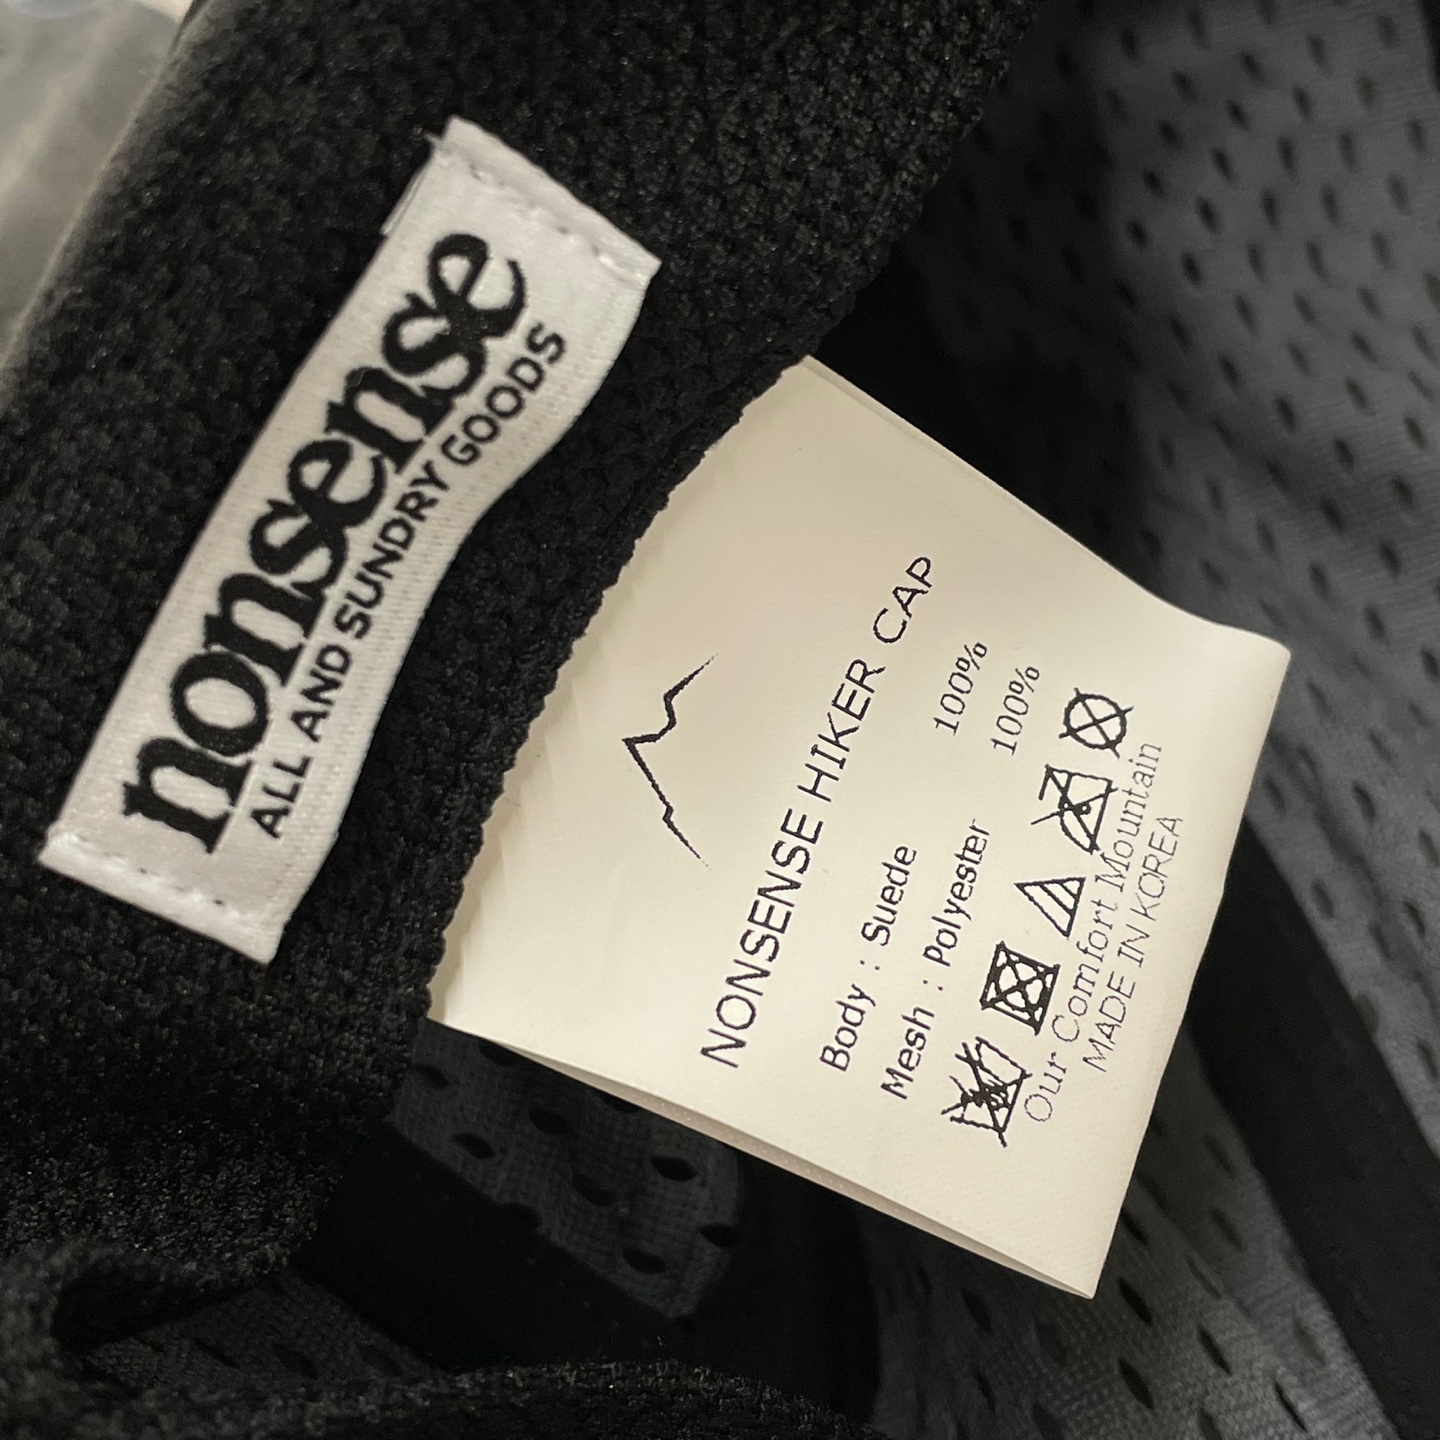 nonsense
ALL AND SUNDRY GOODS
NONSENSE HIKER CAP
Body : Suede 100%
Mesh : Polyester 100%
Our Comfort Mountain
MADE IN KOREA